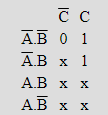 C̅ C
A̅.B̅ 0 1
A̅.B x 1
A.B x x
A.B̅ x x